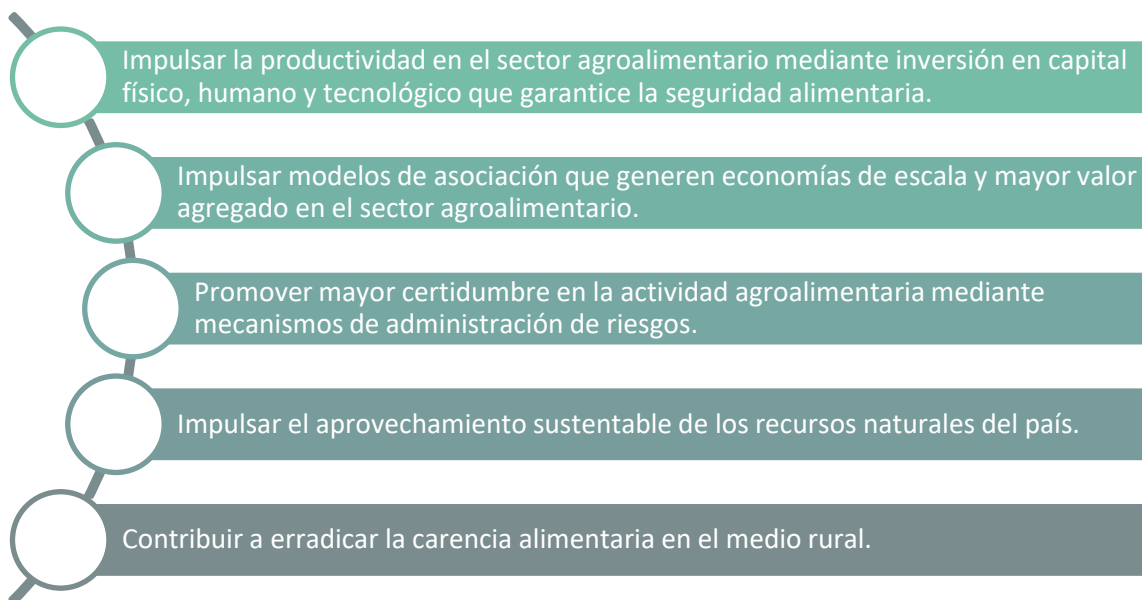 Impulsar la productividad en el sector agroalimentario mediante inversión en capital
físico, humano y tecnológico que garantice la seguridad alimentaria.
Impulsar modelos de asociación que generen economías de escala y mayor valor
agregado en el sector agroalimentario.
Promover mayor certidumbre en la actividad agroalimentaria mediante
mecanismos de administración de riesgos.
Impulsar el aprovechamiento sustentable de los recursos naturales del país.
Contribuir a erradicar la carencia alimentaria en el medio rural.